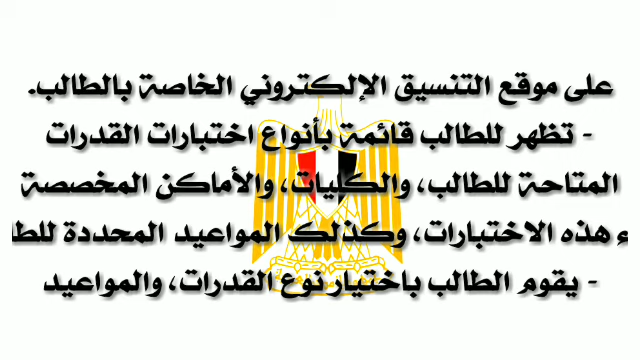 على موقع التنسيق الإلكتروني الخاصة بالطالب.
- تظهر للطالب قائمة بأنواع اختبارات القدرات
المتاحة للطالب، والكليات، والأماكن المخصصة
ء هذه الاختبارات، وكذلك المواعيد المحددة للط
- يقوم الطالب باختيار نوع القدرات، والمواعيد